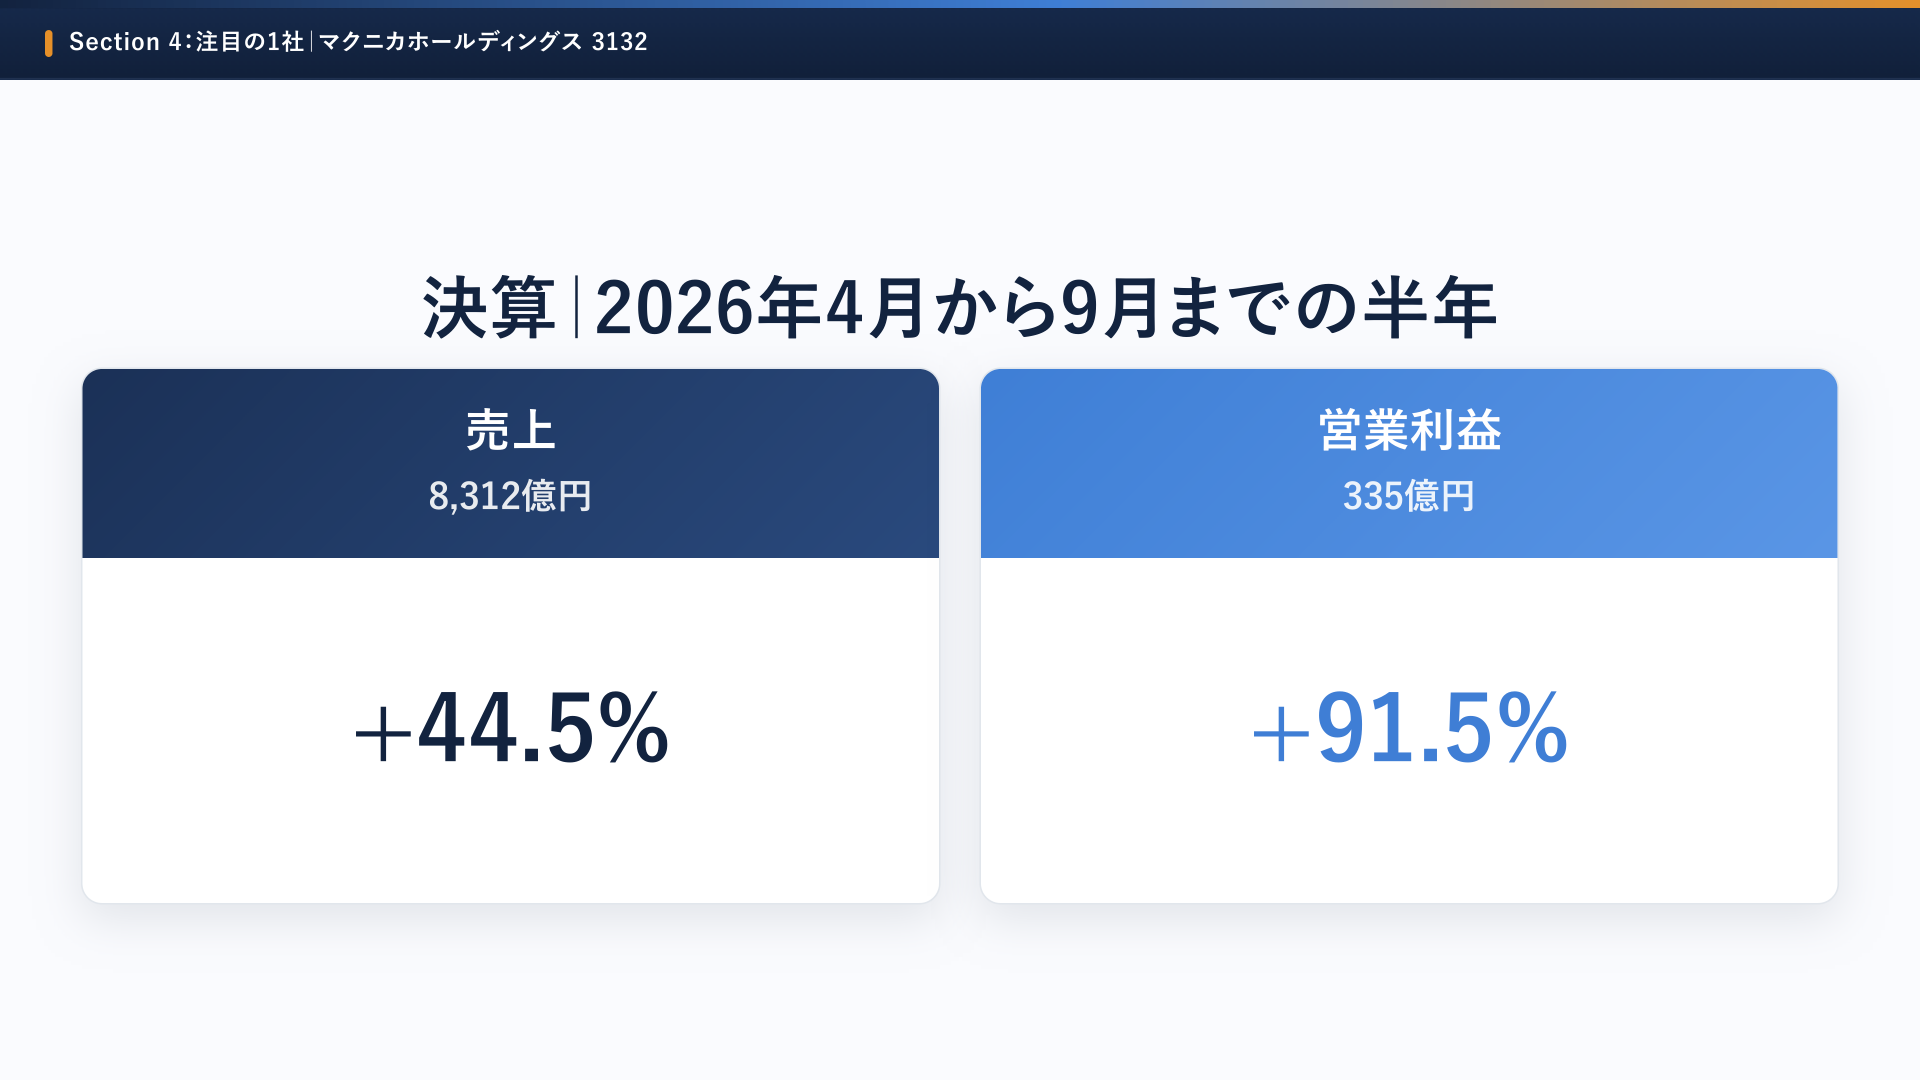 Section 4：注目の1社｜マクニカホールディングス 3132
決算｜2026年4月から9月までの半年
売上
8,312億円
+44.5%
営業利益
335億円
+91.5%